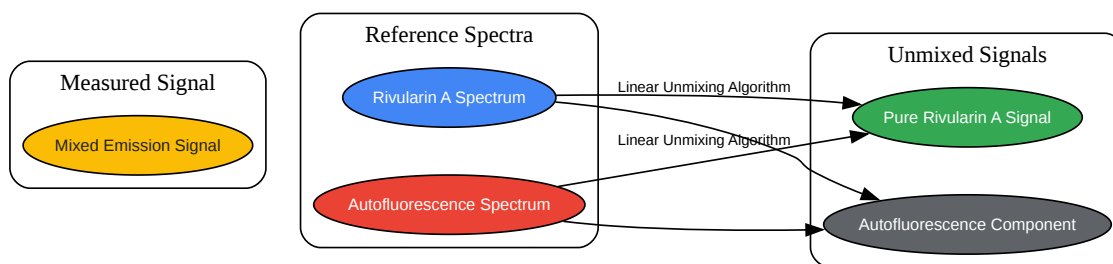 Measured Signal
Mixed Emission Signal
Reference Spectra
Rivularin A Spectrum
Autofluorescence Spectrum
Linear Unmixing Algorithm
Linear Unmixing Algorithm
Unmixed Signals
Pure Rivularin A Signal
Autofluorescence Component